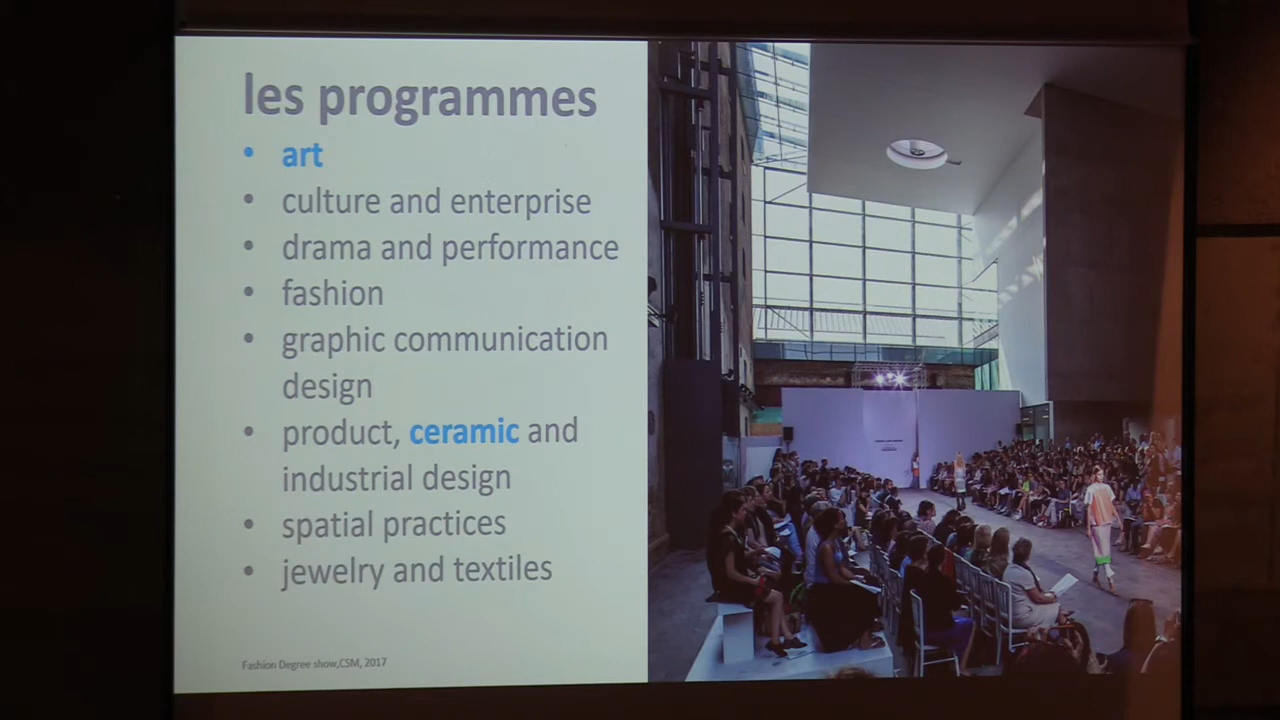 les programmes
• art
• culture and enterprise
• drama and performance
• fashion
• graphic communication
design
• product, ceramic and
industrial design
• spatial practices
• jewelry and textiles
Fashion Degree show,CSM, 2017